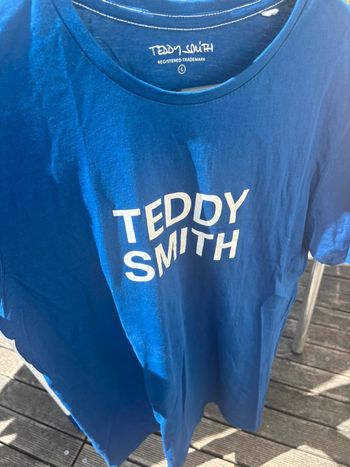 TEDDY SMITH
REGISTERED TRADEMARK
L
TEDDY
SMITH